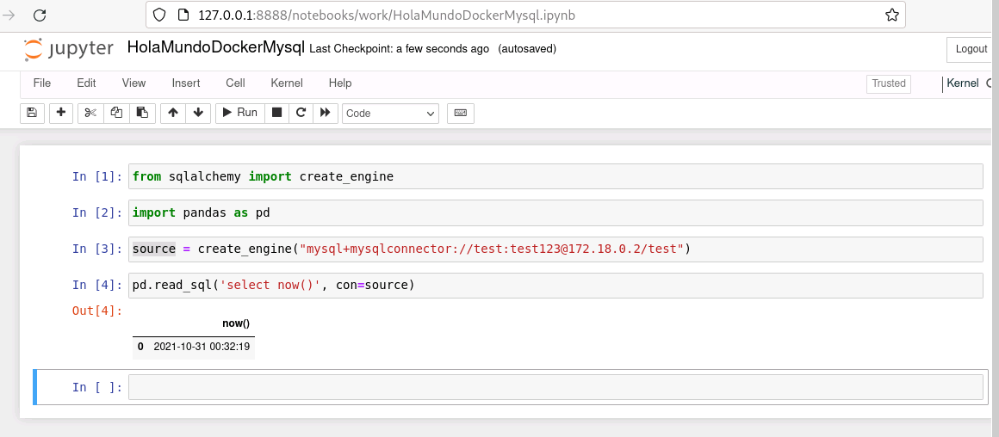 127.0.0.1:8888/notebooks/work/HolaMundoDockerMysql.ipynb
jupyter HolaMundoDockerMysql Last Checkpoint: a few seconds ago (autosaved) Logout
File Edit View Insert Cell Kernel Help Trusted Kernel
Run Code
In [1]: from sqlalchemy import create_engine
In [2]: import pandas as pd
In [3]: source = create_engine("mysql+mysqlconnector://test:test123@172.18.0.2/test")
In [4]: pd.read_sql('select now()', con=source)
Out[4]:
now()
0 2021-10-31 00:32:19
In [ ]: